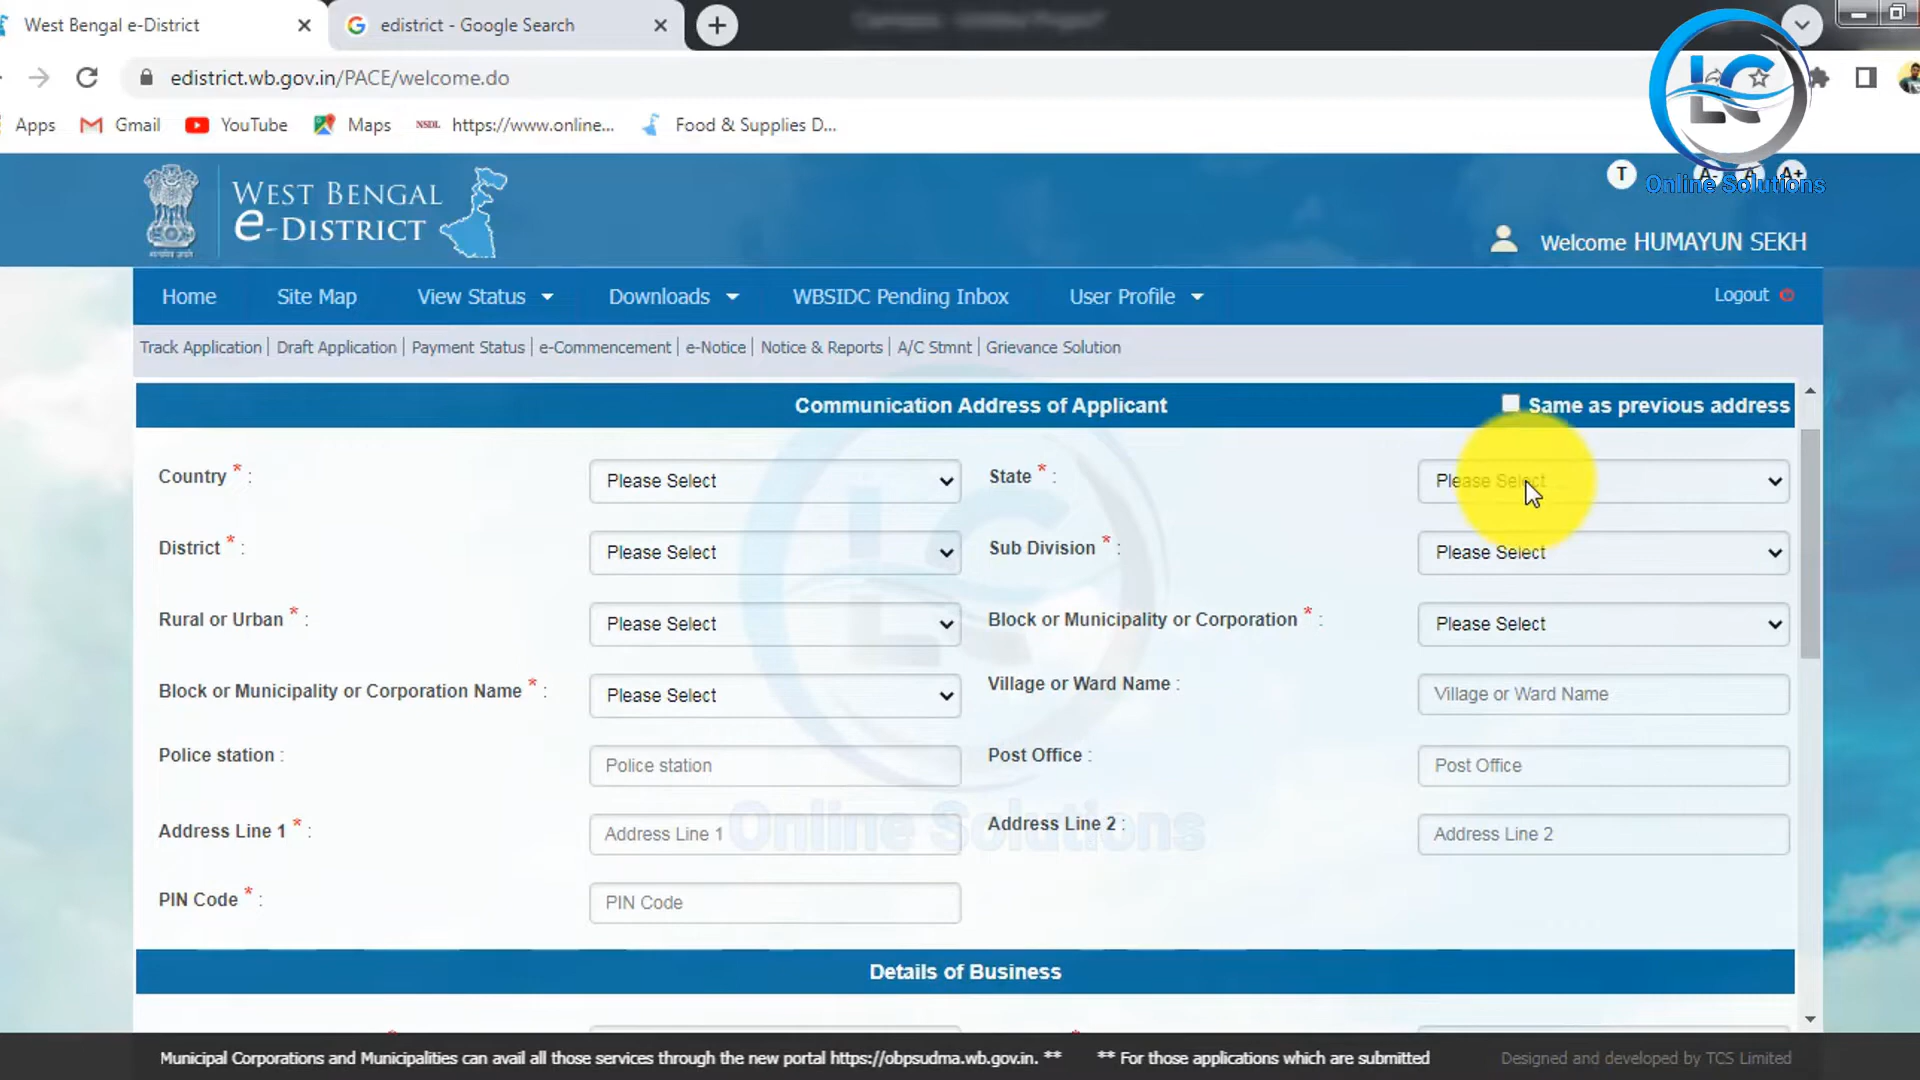 West Bengal e-District
edistrict - Google Search
edistrict.wb.gov.in/PACE/welcome.do
Apps
Gmail
YouTube
Maps
NSDL
https://www.online...
Food & Supplies D...
LC
Online Solutions
WEST BENGAL
e-DISTRICT
T
A-
A
A+
Welcome HUMAYUN SEKH
Home
Site Map
View Status
Downloads
WBSIDC Pending Inbox
User Profile
Logout
Track Application | Draft Application | Payment Status | e-Commencement | e-Notice | Notice & Reports | A/C Stmnt | Grievance Solution
Communication Address of Applicant
Same as previous address
Country * :
Please Select
State * :
Please Select
District * :
Please Select
Sub Division * :
Please Select
Rural or Urban * :
Please Select
Block or Municipality or Corporation * :
Please Select
Block or Municipality or Corporation Name * :
Please Select
Village or Ward Name :
Village or Ward Name
Police station :
Police station
Post Office :
Post Office
Address Line 1 * :
Address Line 1
Address Line 2 :
Address Line 2
Online Solutions
PIN Code * :
PIN Code
Details of Business
Municipal Corporations and Municipalities can avail all those services through the new portal https://obpsudma.wb.gov.in. **
** For those applications which are submitted
Designed and developed by TCS Limited